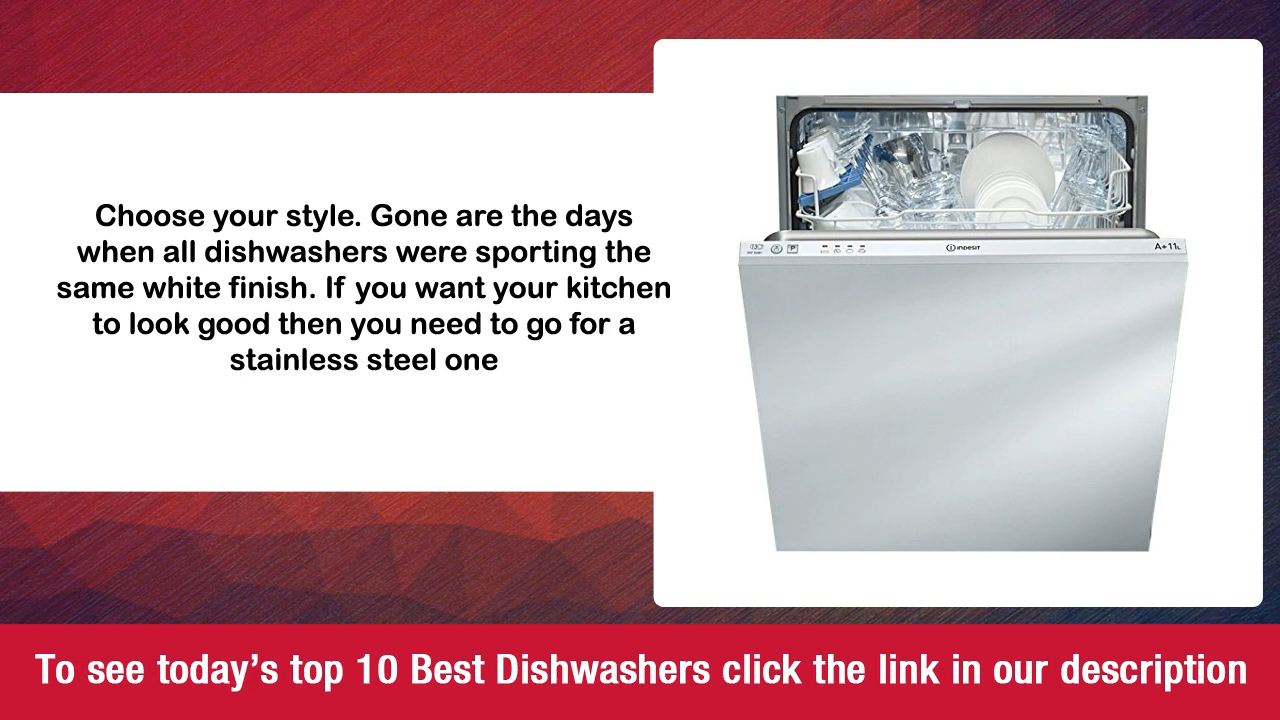 Choose your style. Gone are the days
when all dishwashers were sporting the
same white finish. If you want your kitchen
to look good then you need to go for a
stainless steel one
INDESIT
A+ 11L
P
To see today's top 10 Best Dishwashers click the link in our description